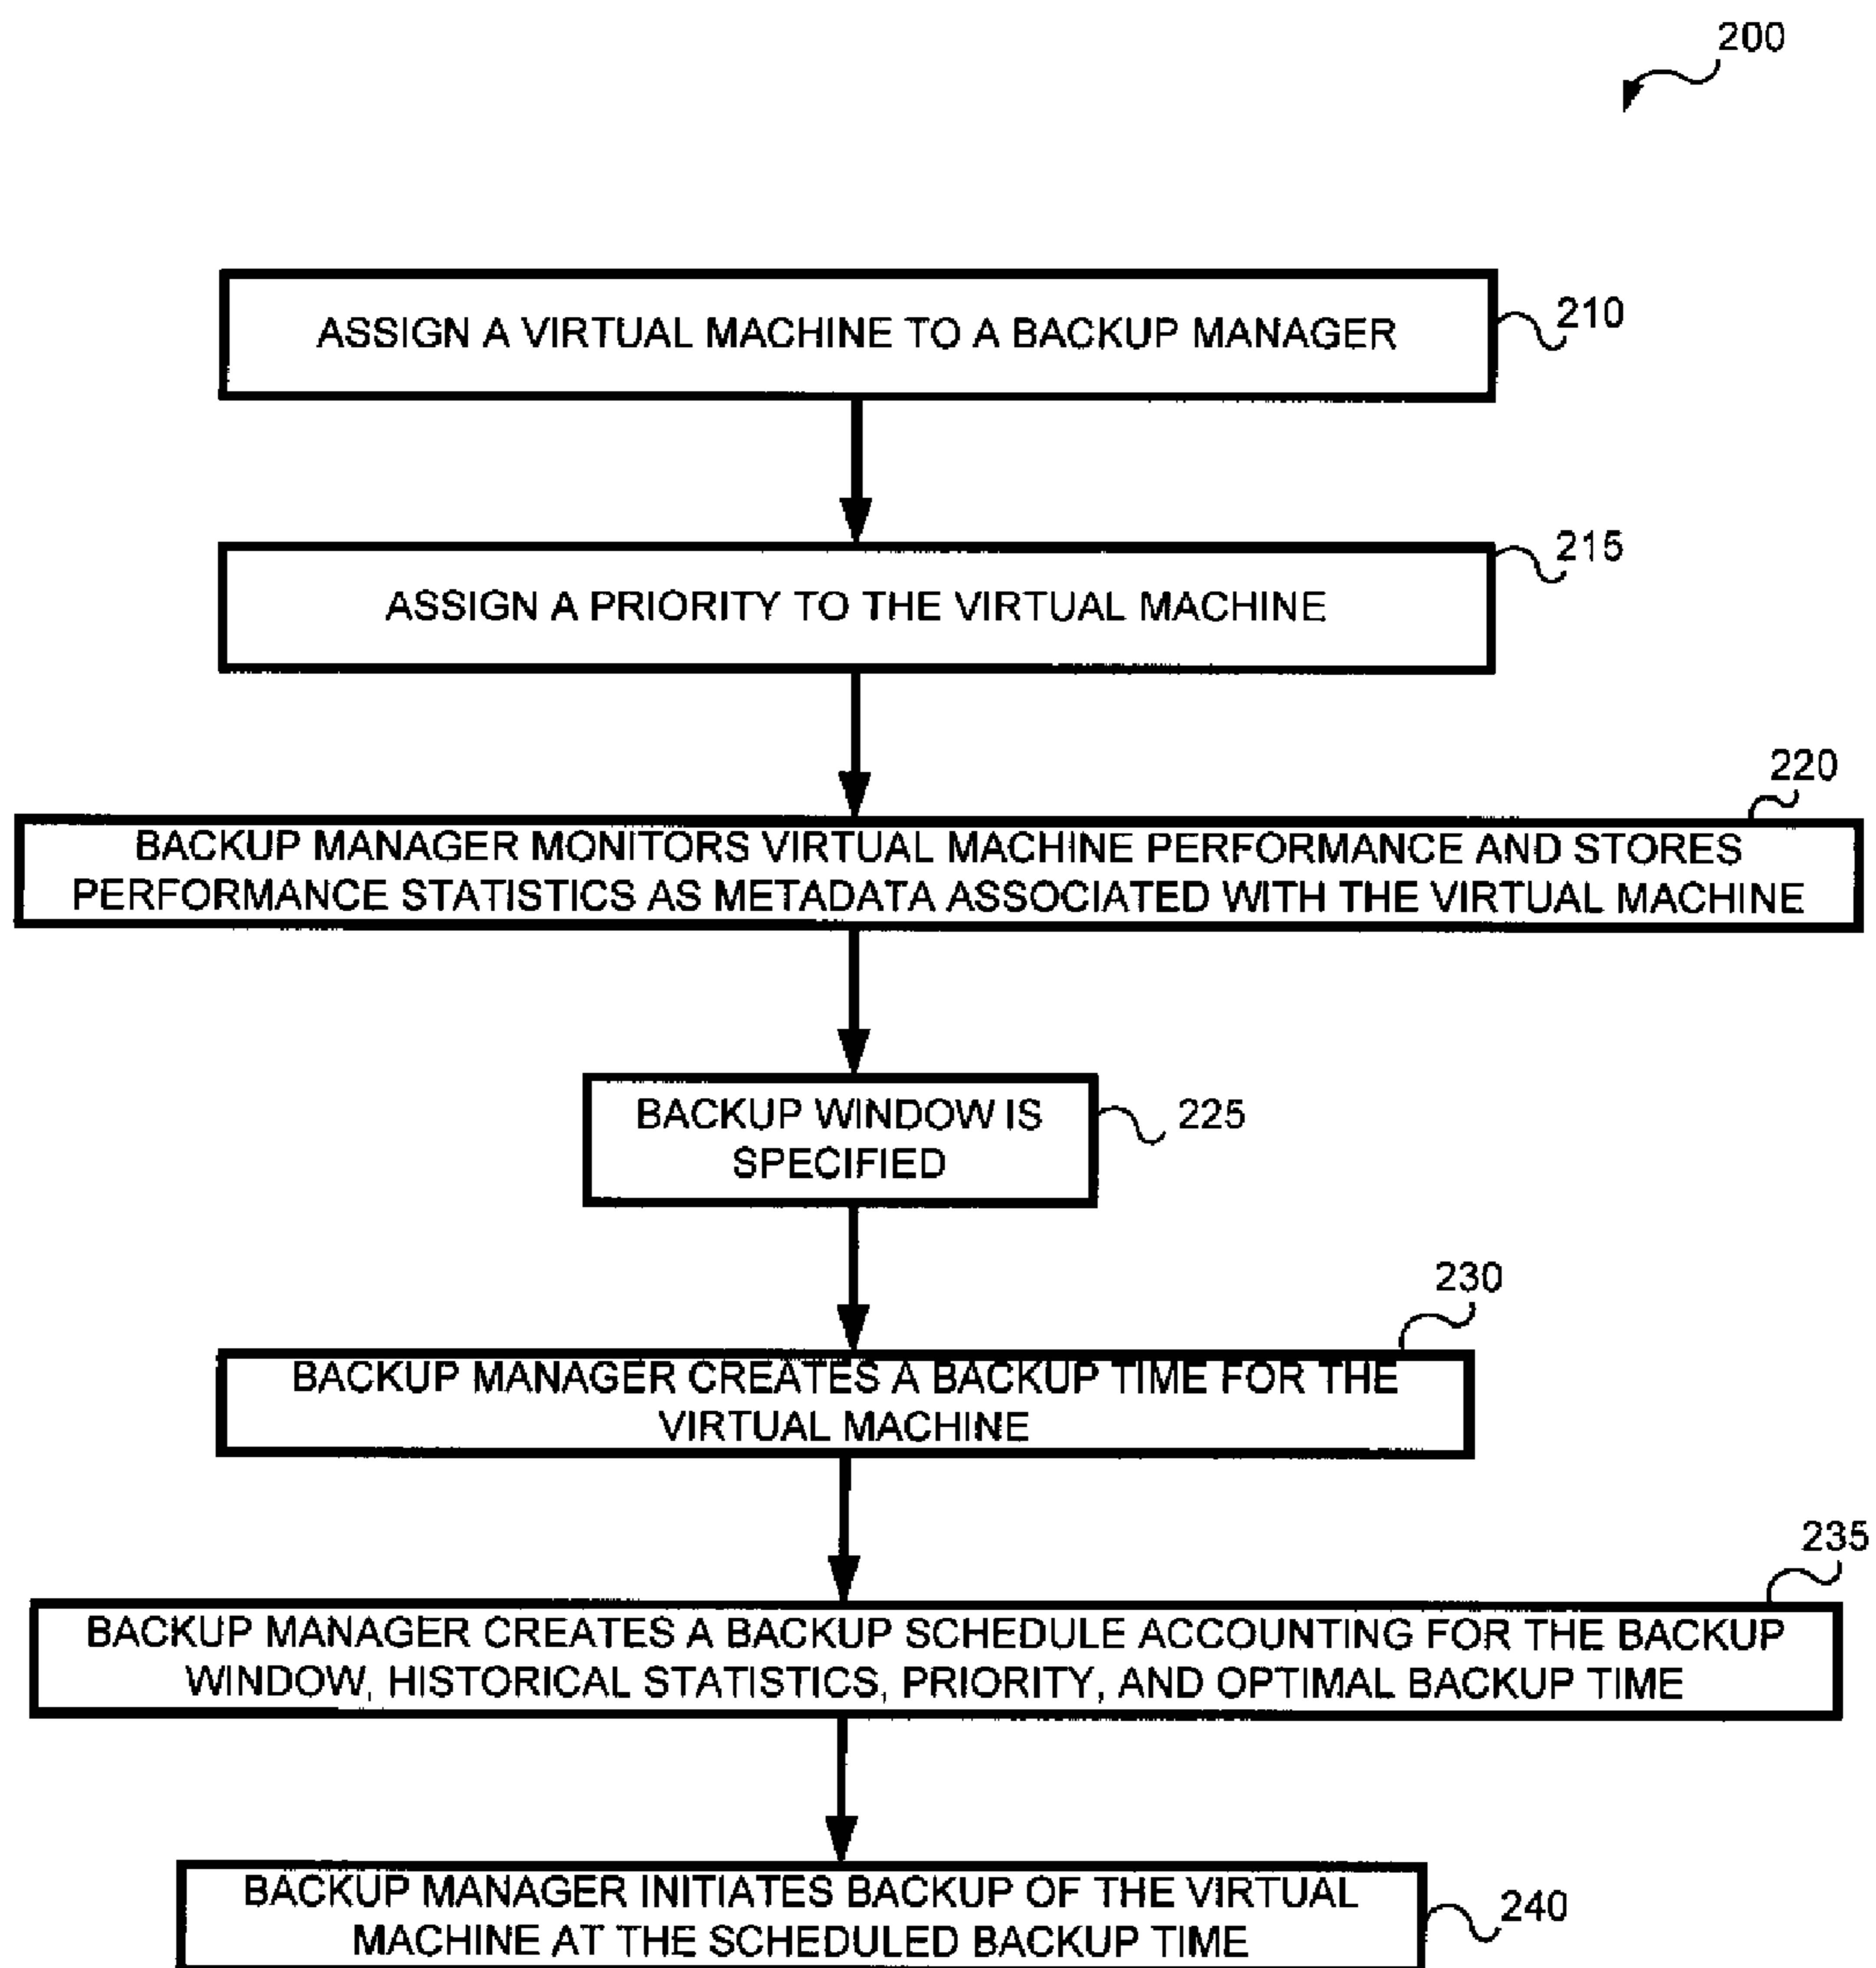 200
ASSIGN A VIRTUAL MACHINE TO A BACKUP MANAGER
210
ASSIGN A PRIORITY TO THE VIRTUAL MACHINE
215
220
BACKUP MANAGER MONITORS VIRTUAL MACHINE PERFORMANCE AND STORES
PERFORMANCE STATISTICS AS METADATA ASSOCIATED WITH THE VIRTUAL MACHINE
BACKUP WINDOW IS
SPECIFIED
225
230
BACKUP MANAGER CREATES A BACKUP TIME FOR THE
VIRTUAL MACHINE
235
BACKUP MANAGER CREATES A BACKUP SCHEDULE ACCOUNTING FOR THE BACKUP
WINDOW, HISTORICAL STATISTICS, PRIORITY, AND OPTIMAL BACKUP TIME
BACKUP MANAGER INITIATES BACKUP OF THE VIRTUAL
MACHINE AT THE SCHEDULED BACKUP TIME
240